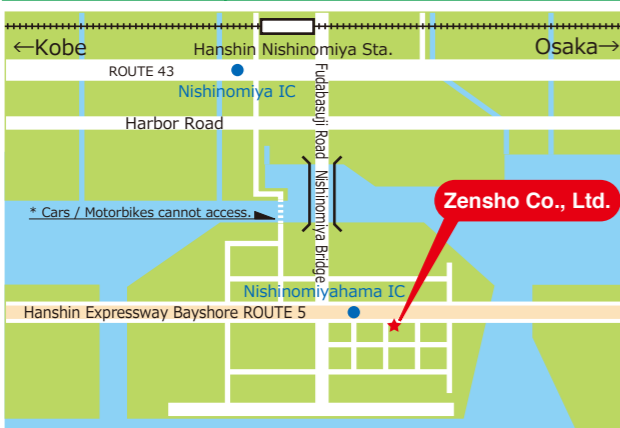 ←Kobe
Hanshin Nishinomiya Sta.
Osaka→
ROUTE 43
Nishinomiya IC
Harbor Road
Fudabasuji Road
Nishinomiya Bridge
Zensho Co., Ltd.
* Cars / Motorbikes cannot access.
Nishinomiyahama IC
Hanshin Expressway Bayshore ROUTE 5